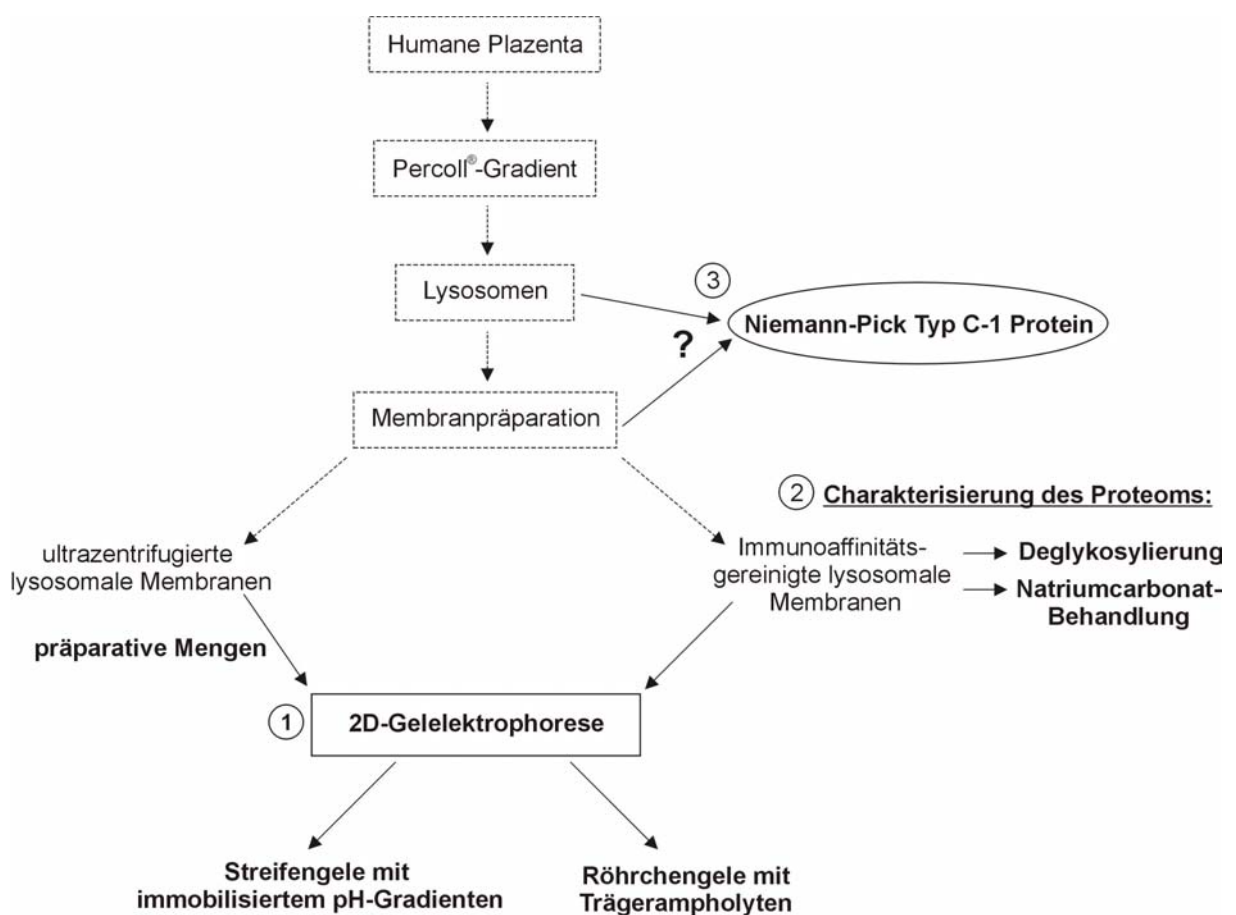 Humane Plazenta
Percoll®-Gradient
Lysosomen
3
Niemann-Pick Typ C-1 Protein
?
Membranpräparation
2 Charakterisierung des Proteoms:
ultrazentrifugierte
lysosomale Membranen
Immunoaffinitäts-
gereinigte lysosomale
Membranen
Deglykosylierung
Natriumcarbonat-
Behandlung
präparative Mengen
1
2D-Gelelektrophorese
Streifengele mit
immobilisiertem pH-Gradienten
Röhrchengele mit
Trägerampholyten